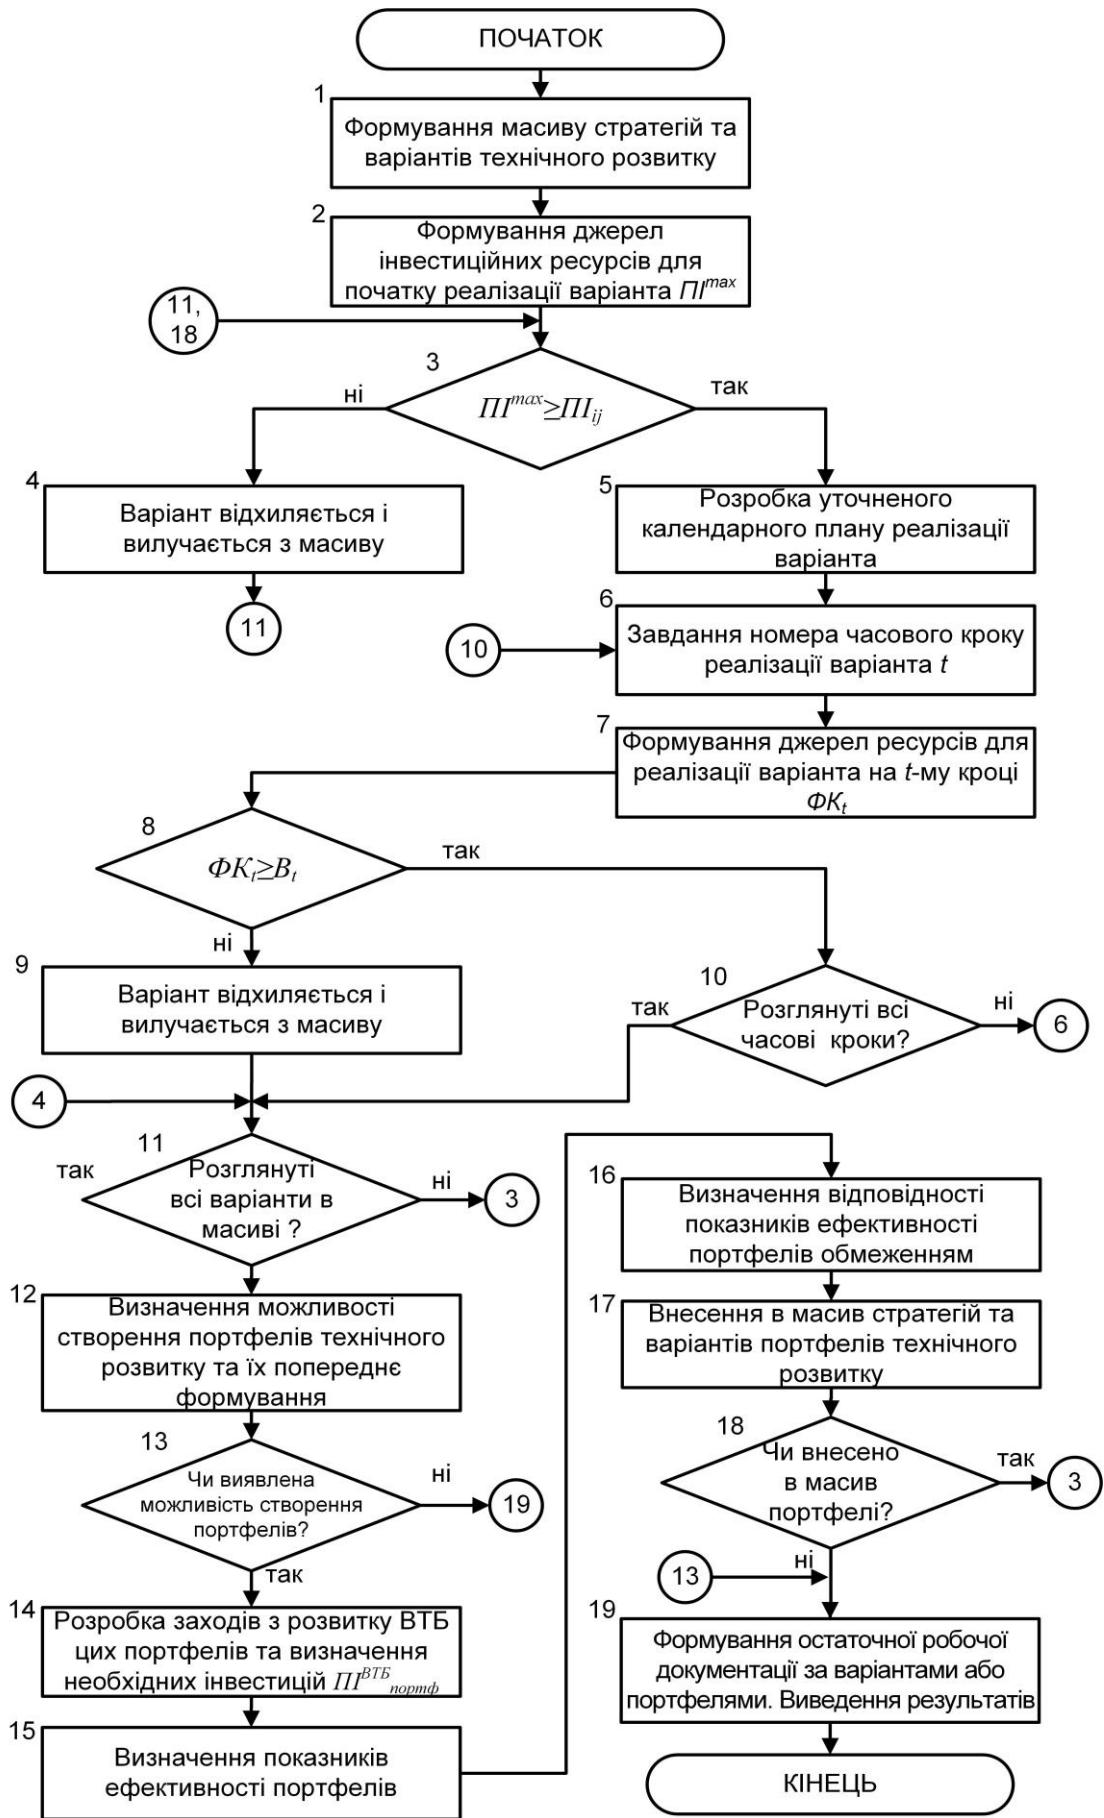 ПОЧАТОК
1
Формування масиву стратегій та
варіантів технічного розвитку
2
Формування джерел
інвестиційних ресурсів для
початку реалізації варіанта ПІ^max
11,
18
3
ні
так
ПІ^max≥ПІ_ij
4
Варіант відхиляється і
вилучається з масиву
11
5
Розробка уточненого
календарного плану реалізації
варіанта
6
10
Завдання номера часового кроку
реалізації варіанта t
7
Формування джерел ресурсів для
реалізації варіанта на t-му кроці
ФК_t
8
так
ФК_t≥В_t
ні
9
Варіант відхиляється і
вилучається з масиву
10
так
ні
Розглянуті всі
часові кроки?
6
4
11
так
ні
Розглянуті
всі варіанти в
масиві ?
3
12
Визначення можливості
створення портфелів технічного
розвитку та їх попереднє
формування
13
ні
Чи виявлена
можливість створення
портфелів?
19
так
14
Розробка заходів з розвитку ВТБ
цих портфелів та визначення
необхідних інвестицій ПІ^ВТБ_портф
15
Визначення показників
ефективності портфелів
16
Визначення відповідності
показників ефективності
портфелів обмеженням
17
Внесення в масив стратегій та
варіантів портфелів технічного
розвитку
18
Чи внесено
в масив
портфелі?
так
3
13
ні
19
Формування остаточної робочої
документації за варіантами або
портфелями. Виведення результатів
КІНЕЦЬ